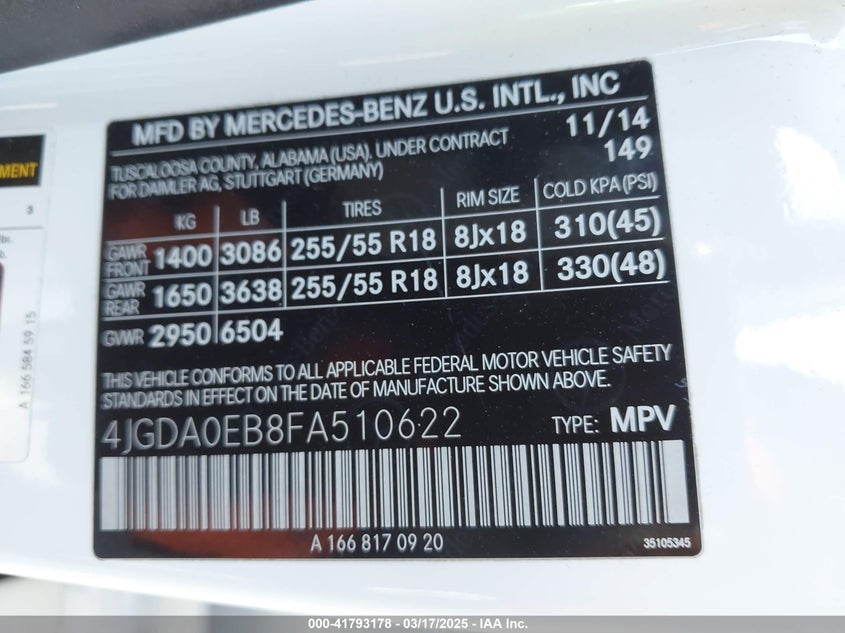 MFD BY MERCEDES-BENZ U.S. INTL., INC
TUSCALOOSA COUNTY, ALABAMA (USA). UNDER CONTRACT 11/14
FOR DAIMLER AG, STUTTGART (GERMANY) 149
KG LB TIRES RIM SIZE COLD KPA (PSI)
GAWR FRONT 1400 3086 255/55 R18 8Jx18 310(45)
GAWR REAR 1650 3638 255/55 R18 8Jx18 330(48)
GVWR 2950 6504
THIS VEHICLE CONFORMS TO ALL APPLICABLE FEDERAL MOTOR VEHICLE SAFETY
STANDARDS IN EFFECT ON THE DATE OF MANUFACTURE SHOWN ABOVE.
4JGDA0EB8FA510622 TYPE: MPV
A 166 817 09 20 35105345
A 166 584 59 15
000-41793178 — 03/17/2025 — IAA Inc.